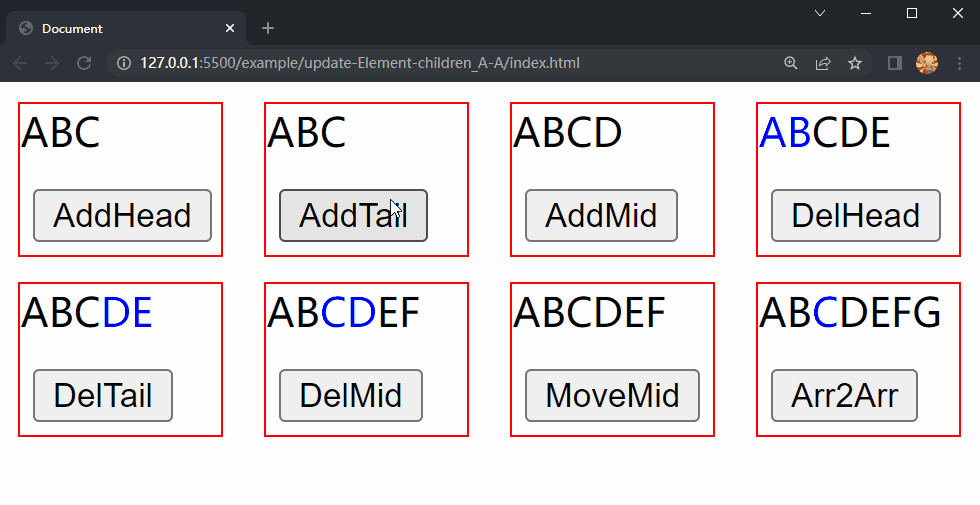 Document
127.0.0.1:5500/example/update-Element-children_A-A/index.html
ABC ABC ABCD ABCDE
AddHead AddTail AddMid DelHead
ABCDE ABCDEF ABCDEF ABCDEFG
DelTail DelMid MoveMid Arr2Arr